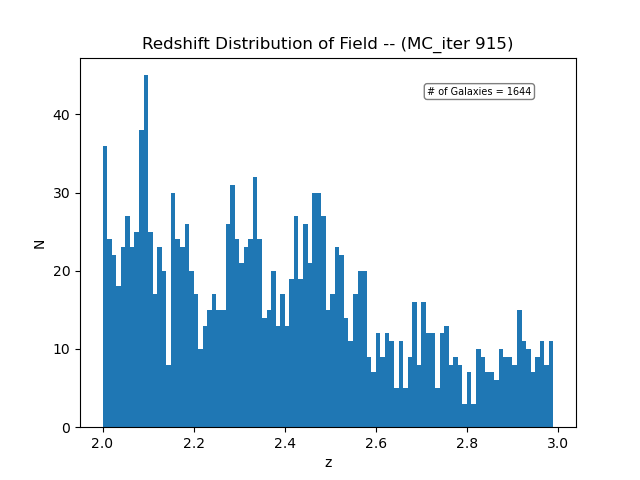 Redshift Distribution of Field -- (MC_iter 915)
# of Galaxies = 1644
N
40
30
20
10
0
2.0 2.2 2.4 2.6 2.8 3.0
z